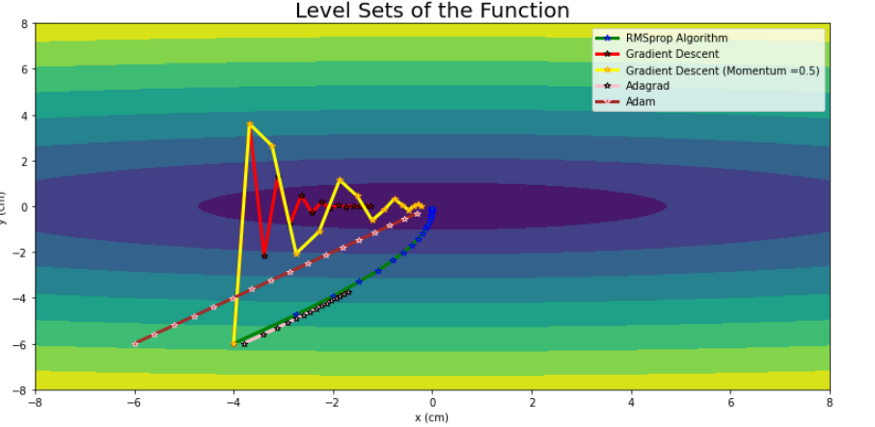 Level Sets of the Function
RMSprop Algorithm
Gradient Descent
Gradient Descent (Momentum =0.5)
Adagrad
Adam
8
6
4
2
0
−2
−4
−6
−8
y (cm)
−8
−6
−4
−2
0
2
4
6
8
x (cm)